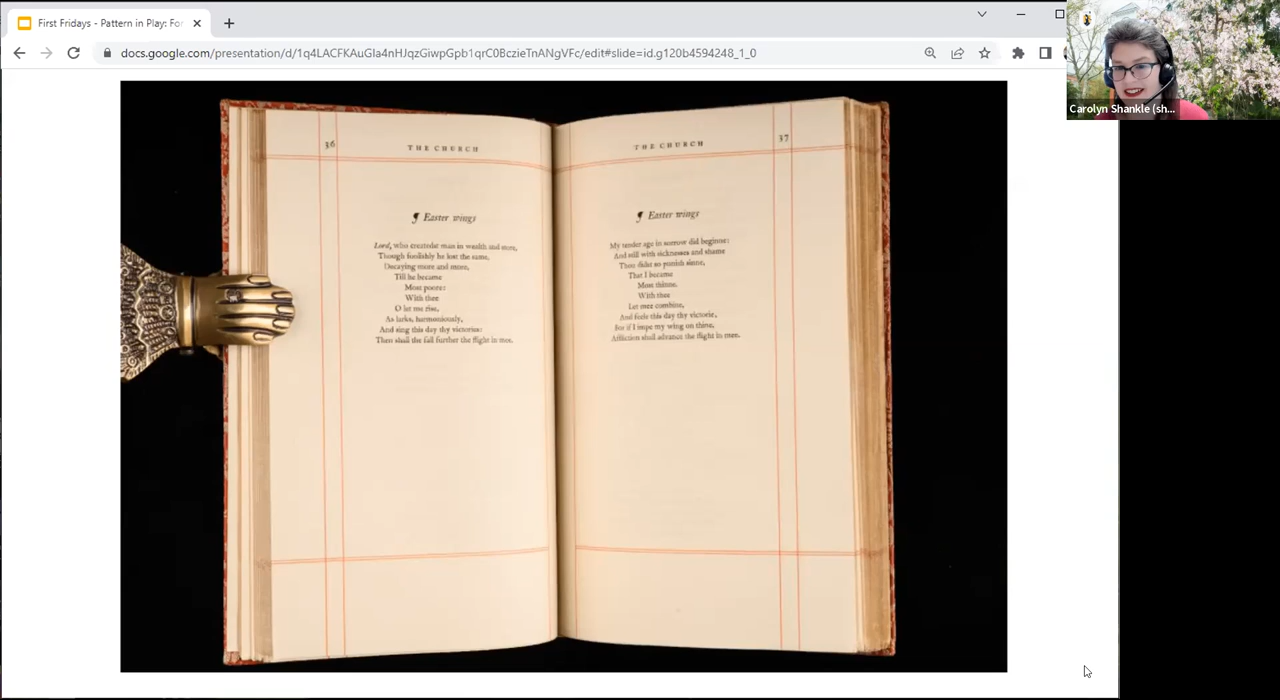 First Fridays - Pattern in Play: For
docs.google.com/presentation/d/1q4LACFKAuGla4nHJqzGiwpGpb1qrC0BczieTnANgVFc/edit#slide=id.g120b4594248_1_0
Carolyn Shankle (sh...
36
THE CHURCH
¶ Easter wings
Lord, who createdst man in wealth and store,
Though foolishly he lost the same,
Decaying more and more,
Till he became
Most poore:
With thee
O let me rise,
As larks, harmoniously,
And sing this day thy victories:
Then shall the fall further the flight in mee.
THE CHURCH
37
¶ Easter wings
My tender age in sorrow did beginne:
And still with sicknesses and shame
Thou didst so punish sinne,
That I became
Most thinne.
With thee
Let mee combine,
And feele this day thy victorie,
For if I impe my wing on thine,
Affliction shall advance the flight in mee.